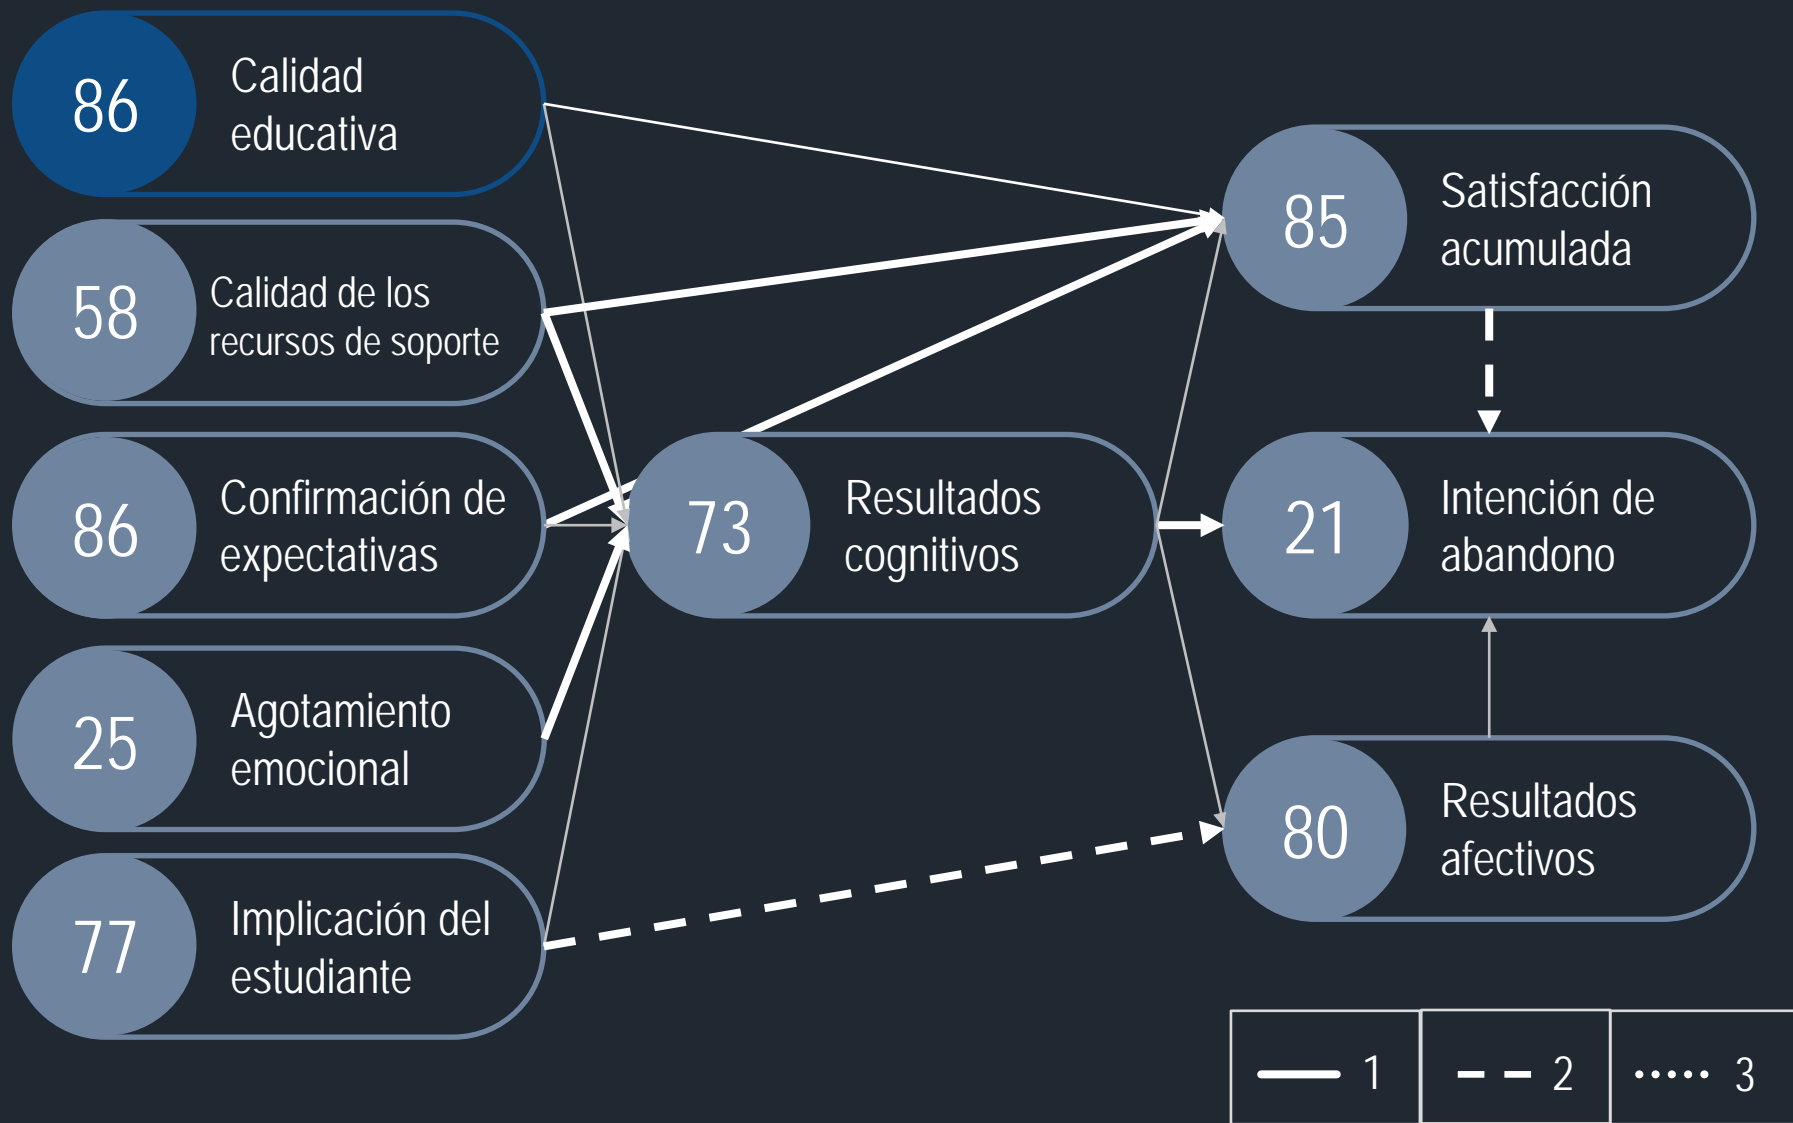 86
Calidad
educativa
58
Calidad de los
recursos de soporte
86
Confirmación de
expectativas
25
Agotamiento
emocional
77
Implicación del
estudiante
73
Resultados
cognitivos
85
Satisfacción
acumulada
21
Intención de
abandono
80
Resultados
afectivos
1
2
3